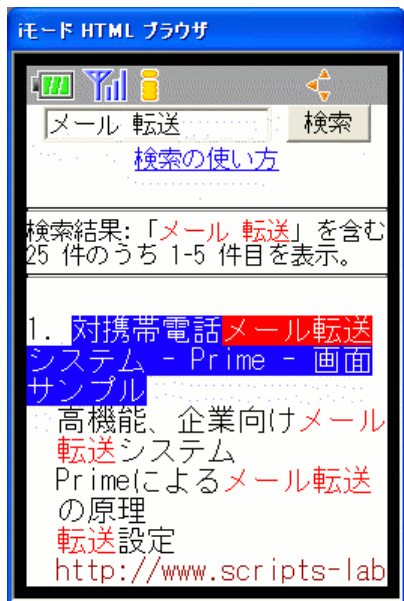 iモード HTML ブラウザ
メール 転送 検索
検索の使い方
検索結果:「メール 転送」を含む
25 件のうち 1-5 件目を表示。
1. 対携帯電話メール転送
システム - Prime - 画面
サンプル
高機能、企業向けメール
転送システム
Primeによるメール転送
の原理
転送設定
http://www.scripts-lab